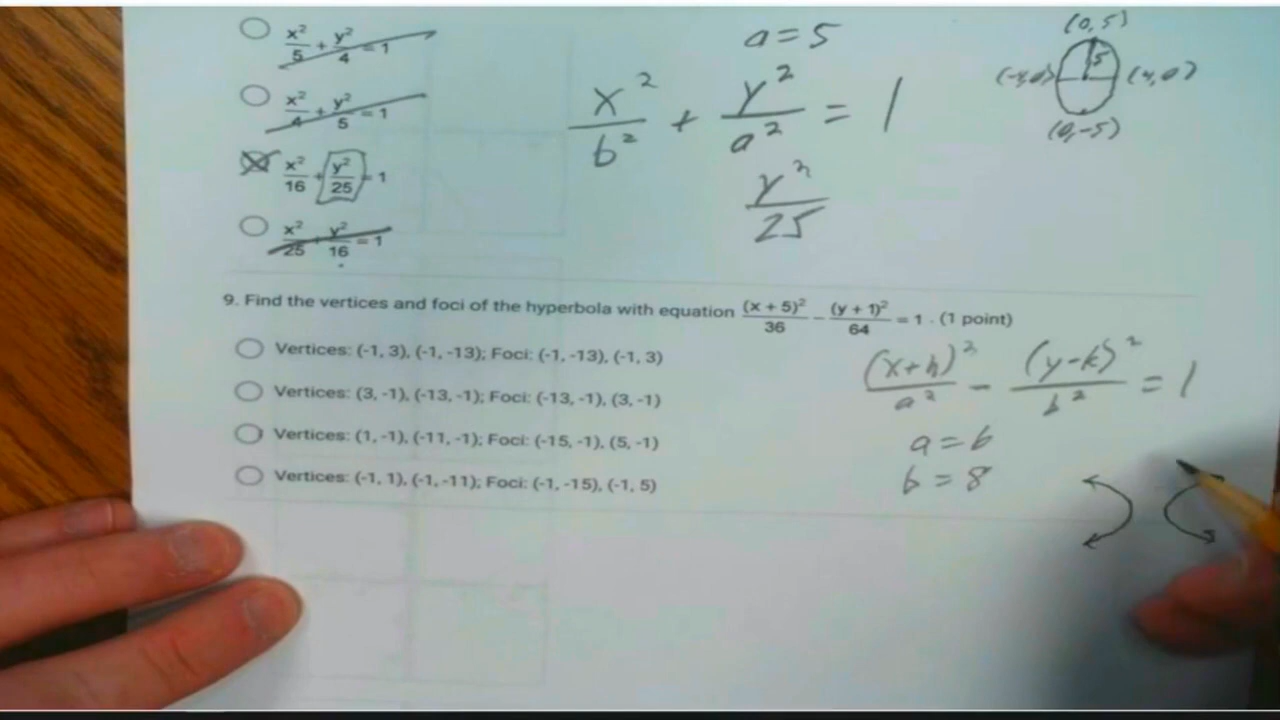 x²/5 + y²/4 = 1
x²/4 + y²/5 = 1
x²/16 + y²/25 = 1
x²/25 + y²/16 = 1
a = 5
x²/b² + y²/a² = 1
y²/25
(0,5)
5
(4,0)
(0,-5)
9. Find the vertices and foci of the hyperbola with equation (x + 5)²/36 − (y + 1)²/64 = 1 . (1 point)
Vertices: (-1, 3), (-1, -13); Foci: (-1, -13), (-1, 3)
Vertices: (3, -1), (-13, -1); Foci: (-13, -1), (3, -1)
Vertices: (1, -1), (-11, -1); Foci: (-15, -1), (5, -1)
Vertices: (-1, 1), (-1, -11); Foci: (-1, -15), (-1, 5)
(x+h)²/a² − (y-k)²/b² = 1
a = 6
b = 8